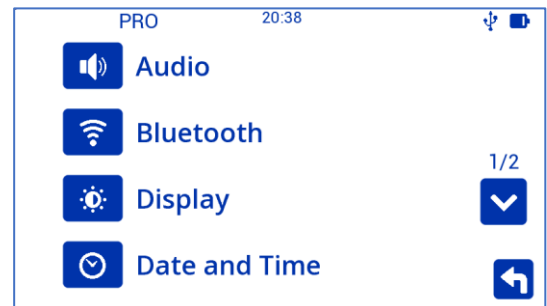 PRO 20:38
Audio
Bluetooth
1/2
Display
Date and Time